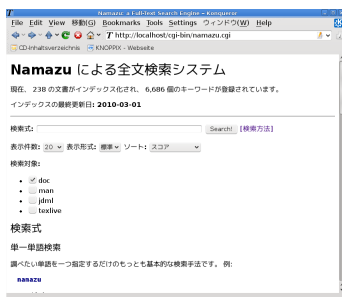 Namazu: a Full-Text Search Engine - Konqueror
File Edit View 移動(G) Bookmarks Tools Settings ウィンドウ(W) Help
http://localhost/cgi-bin/namazu.cgi
CD-Inhaltsverzeichnis KNOPPIX - Webseite
Namazu による全文検索システム
現在、 238 の文書がインデックス化され、 6,686 個のキーワードが登録されています。
インデックスの最終更新日: 2010-03-01
検索式: Search! [検索方法]
表示件数: 20 表示形式: 標準 ソート: スコア
検索対象:
doc
man
jdml
texlive
検索式
単一単語検索
調べたい単語を一つ指定するだけのもっとも基本的な検索手法です。 例:
namazu